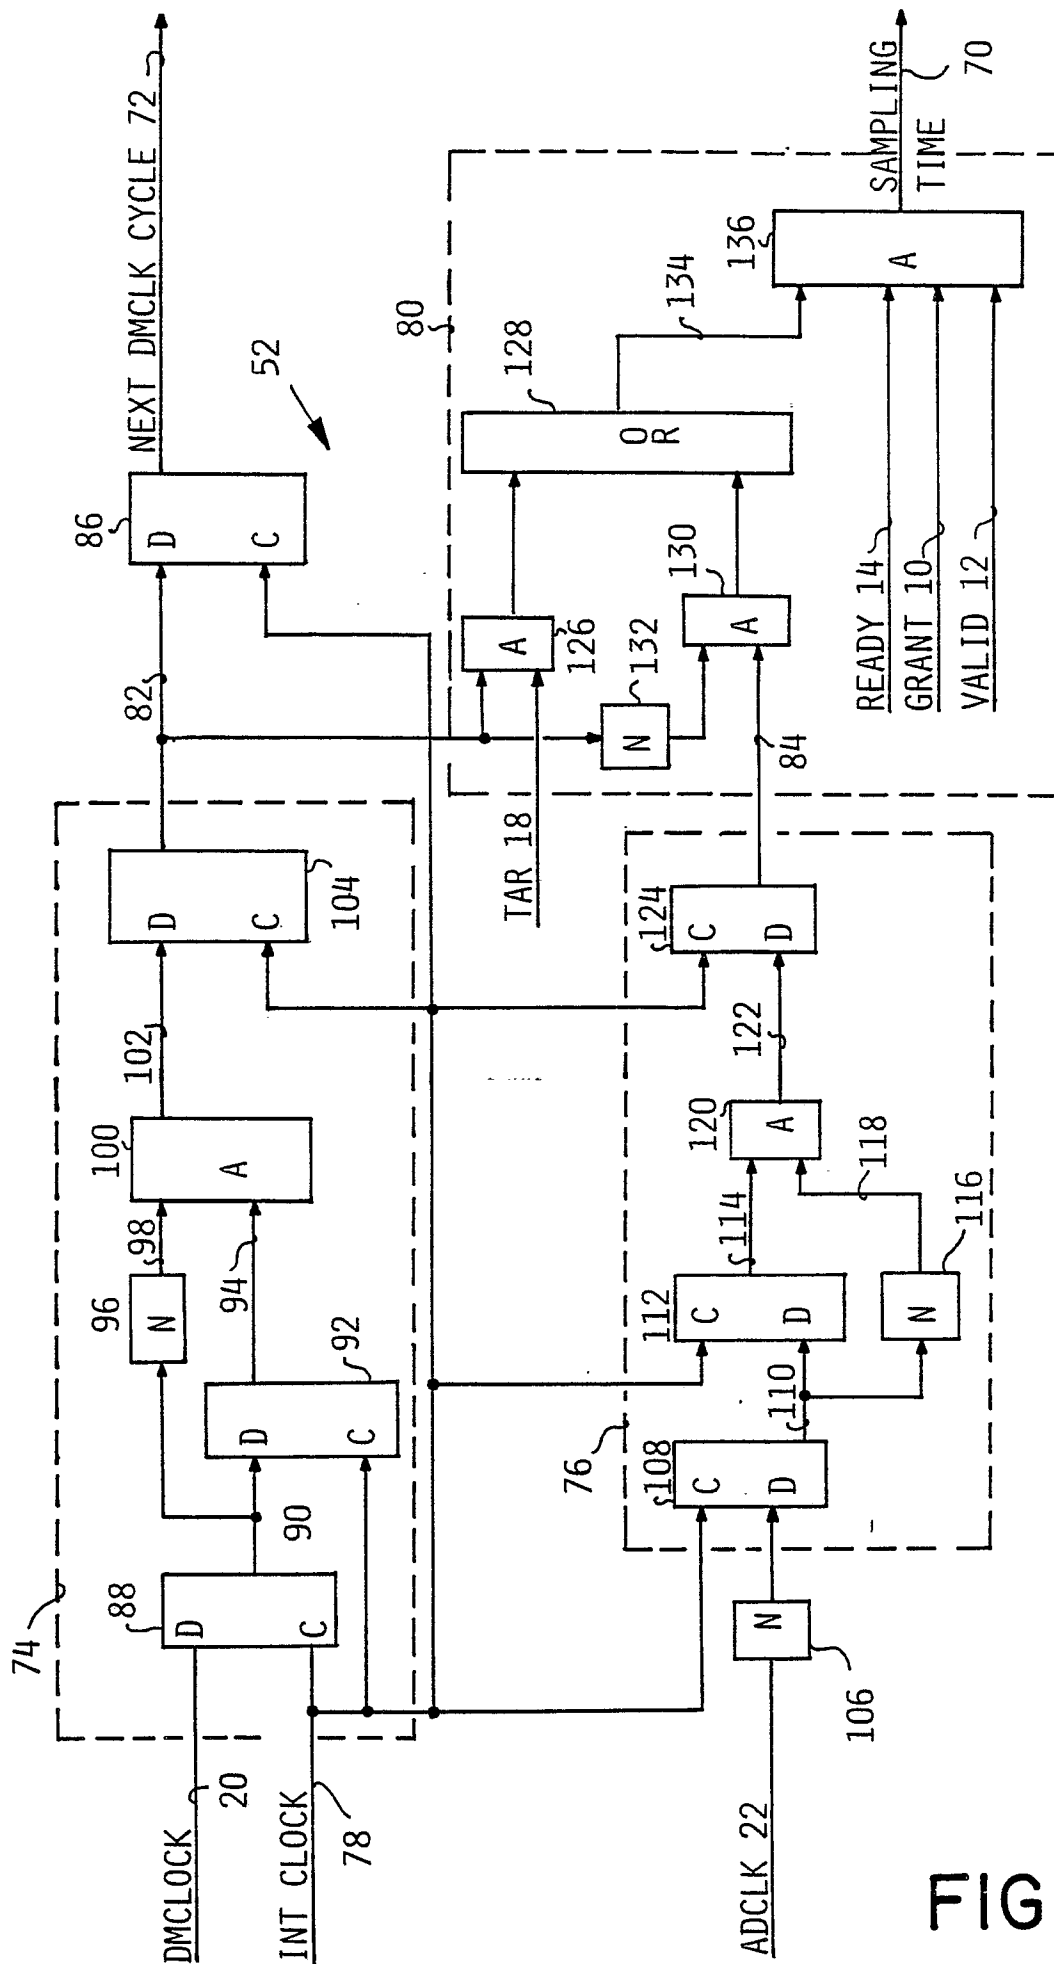 NEXT DMCLK CYCLE 72
86
D
C
82
52
74
88
D
C
90
D
C
92
94
96
N
98
100
A
102
D
C
104
DMCLOCK
20
INT CLOCK
78
80
TAR 18
A
126
N
132
A
130
128
OR
134
136
A
READY 14
GRANT 10
VALID 12
SAMPLING
TIME
70
84
76
108
C
D
110
112
C
D
114
N
116
118
120
A
122
124
C
D
ADCLK 22
N
106
FIG